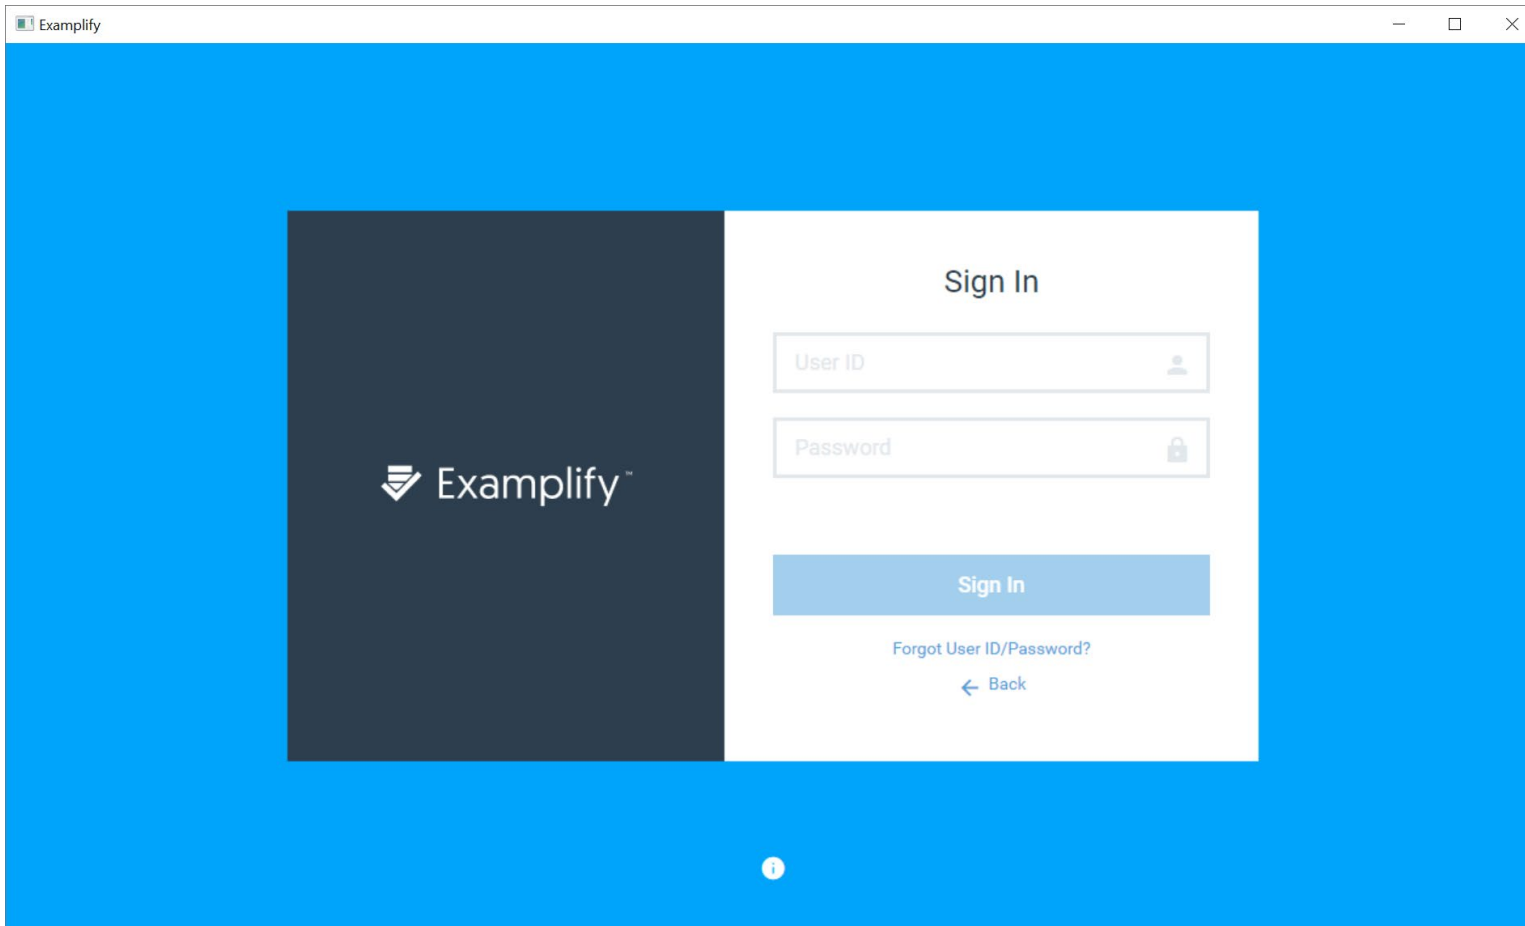 Examplify
Sign In
User ID
Password
Examplify™
Sign In
Forgot User ID/Password?
← Back